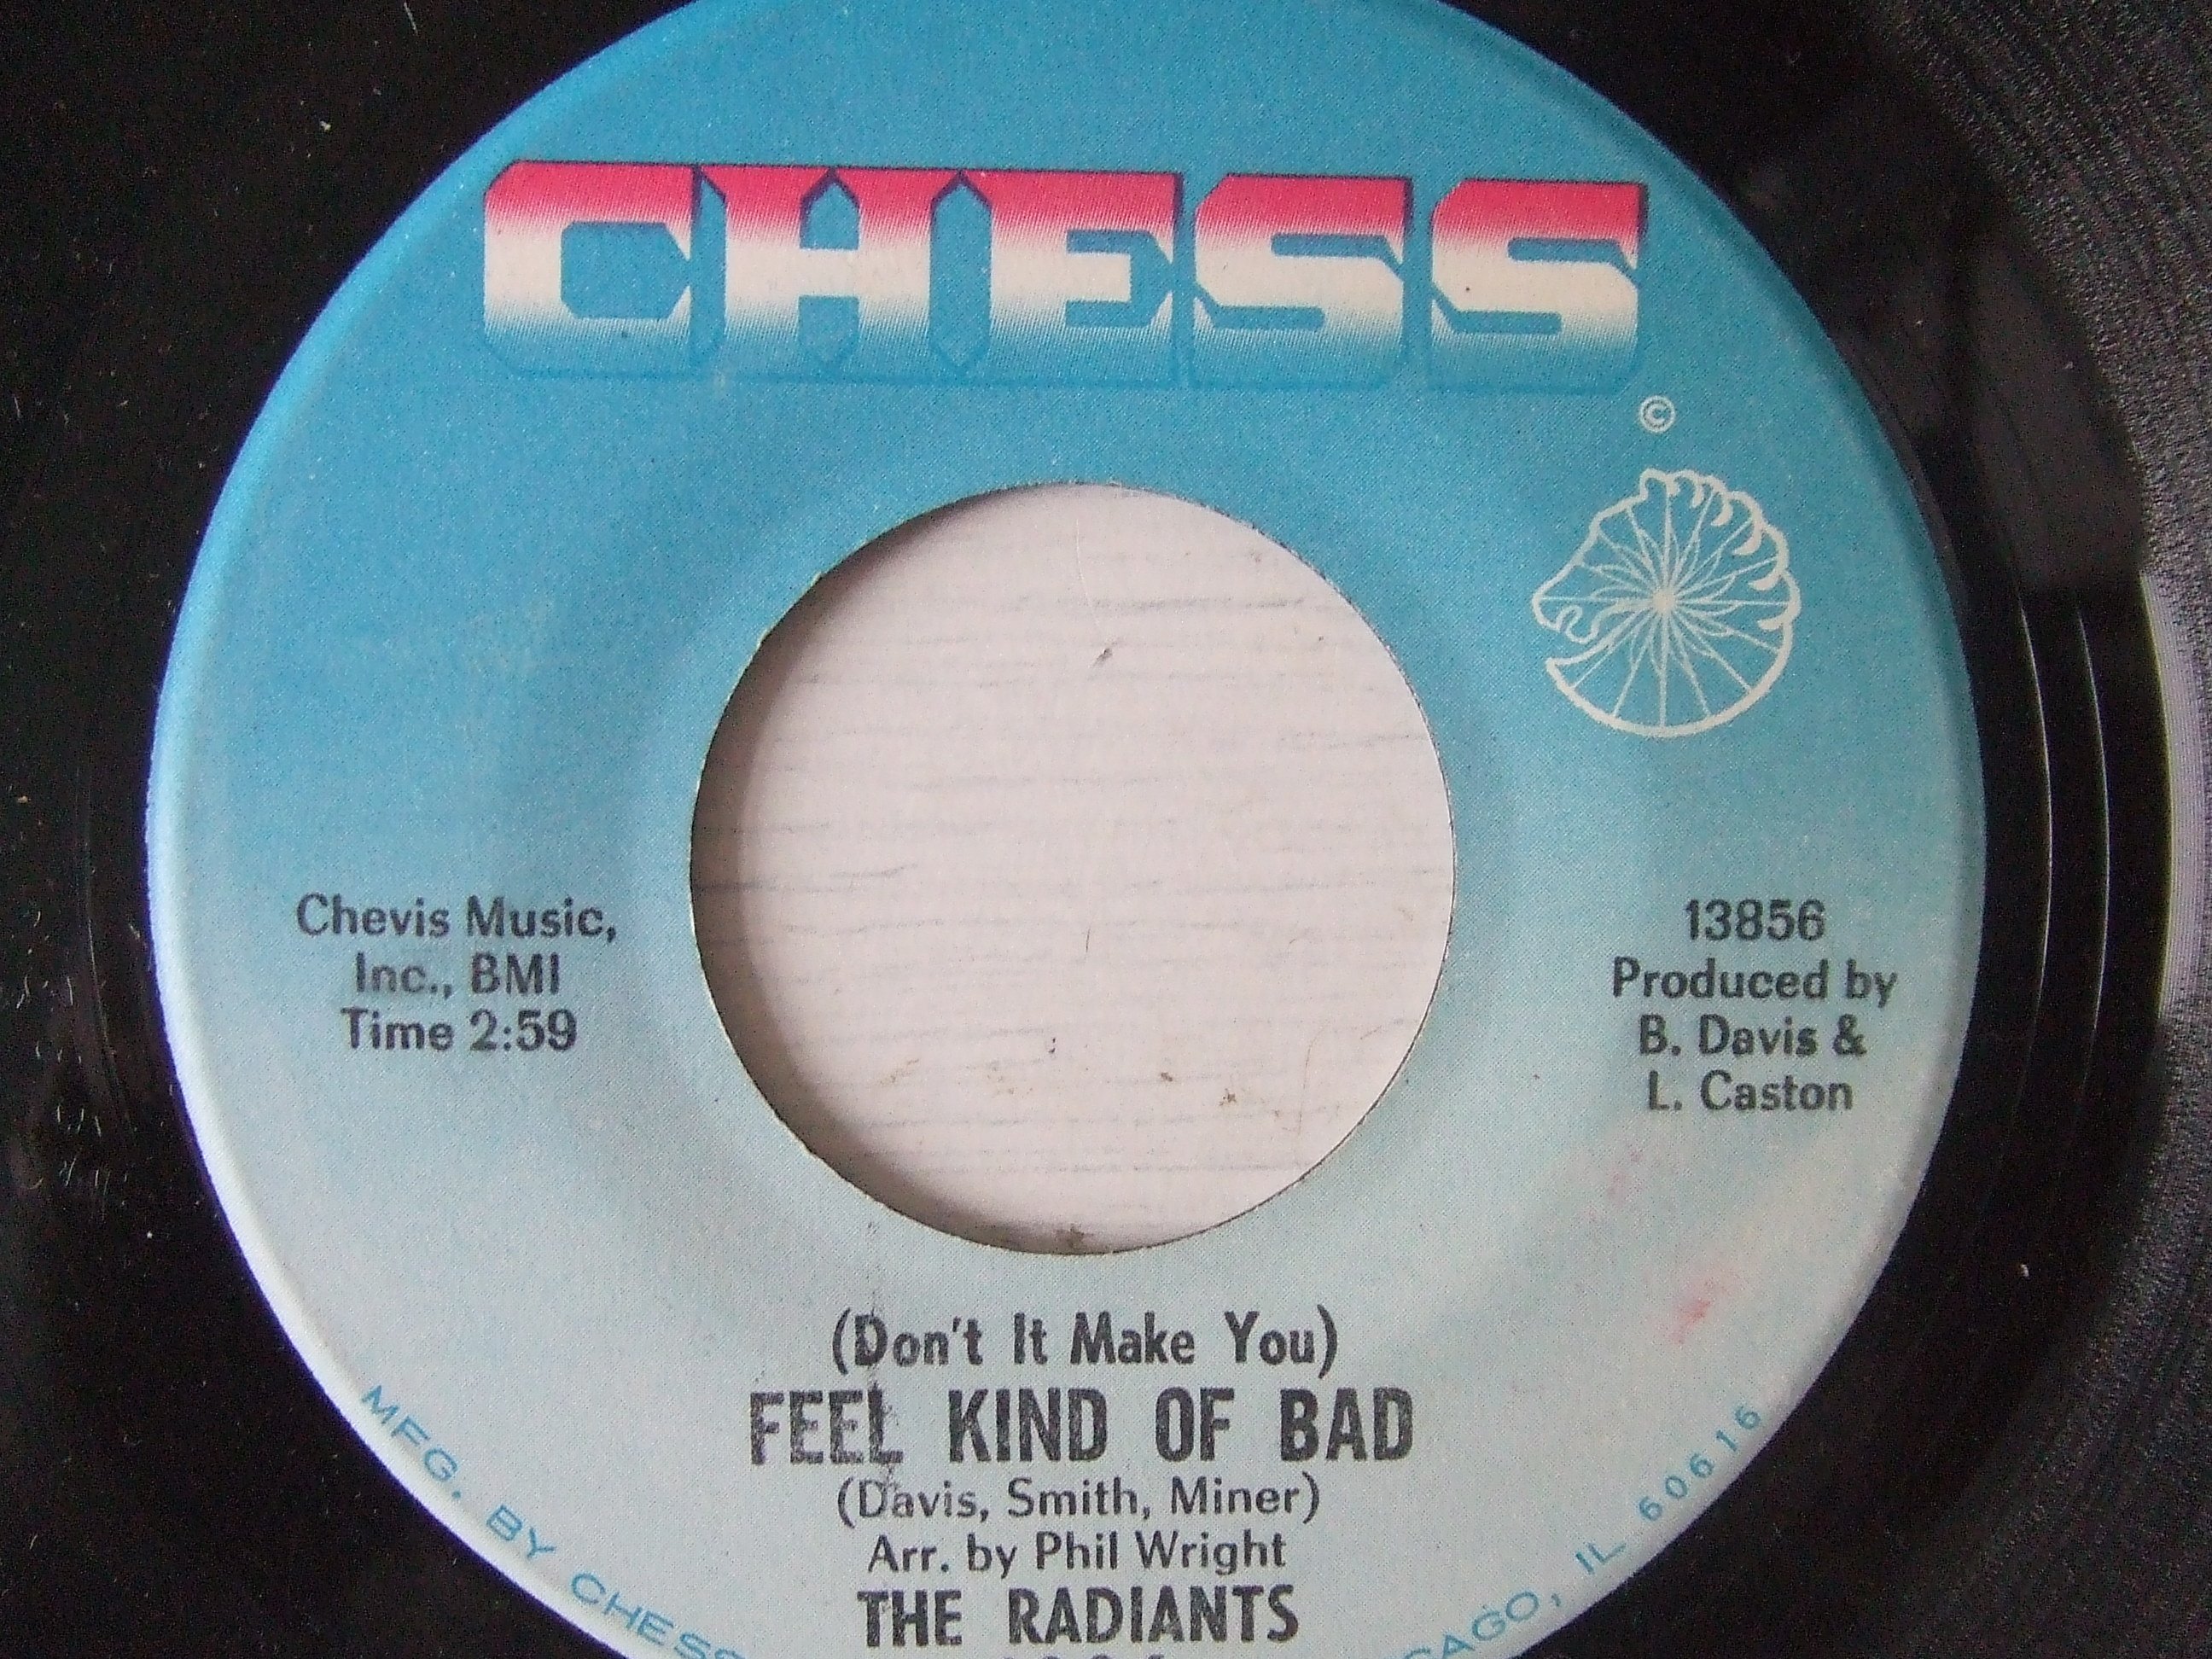 CHESS
©
Chevis Music,
Inc., BMI
Time 2:59
13856
Produced by
B. Davis &
L. Caston
(Don't It Make You)
FEEL KIND OF BAD
(Davis, Smith, Miner)
Arr. by Phil Wright
THE RADIANTS
MFG. BY CHESS
CAGO, IL 60616